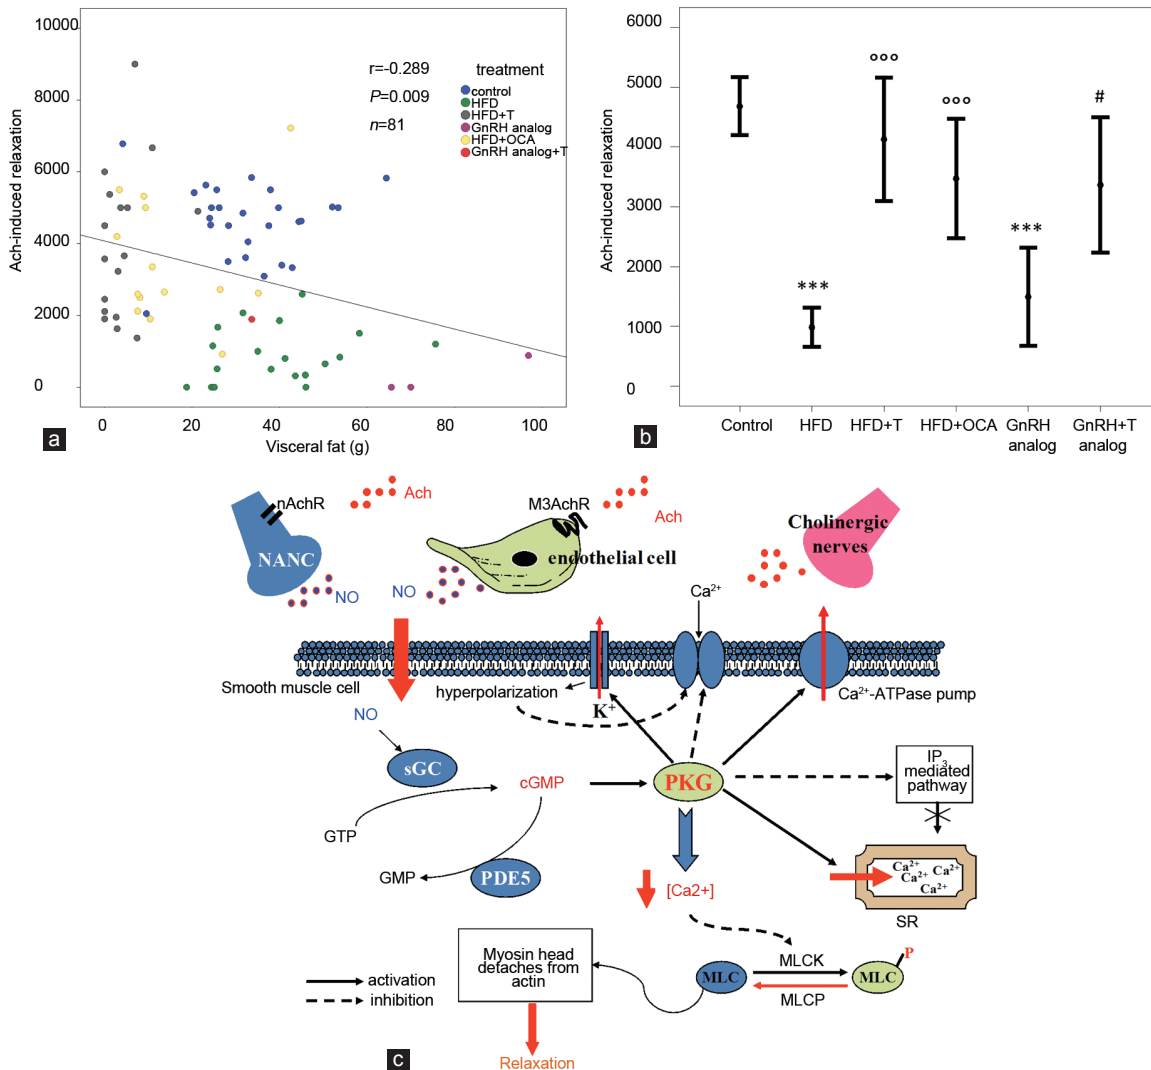 10000
8000
6000
4000
2000
0
Ach-induced relaxation
0
20
40
60
80
100
Visceral fat (g)
r=-0.289
P=0.009
n=81
treatment
control
HFD
HFD+T
GnRH analog
HFD+OCA
GnRH analog+T
a
6000
5000
4000
3000
2000
1000
0
Ach-induced relaxation
***
°°°
°°°
***
#
Control
HFD
HFD+T
HFD+OCA
GnRH
analog
GnRH+T
analog
b
nAchR
Ach
NANC
NO
M3AchR
Ach
endothelial cell
NO
Cholinergic
nerves
Ca²⁺
Smooth muscle cell
hyperpolarization
K⁺
Ca²⁺-ATPase pump
NO
sGC
cGMP
PKG
IP₃
mediated
pathway
GTP
GMP
PDE5
[Ca2+]
Ca²⁺
Ca²⁺ Ca²⁺
Ca²⁺
SR
Myosin head
detaches from
actin
MLC
MLCK
MLCP
MLC
P
activation
inhibition
Relaxation
c